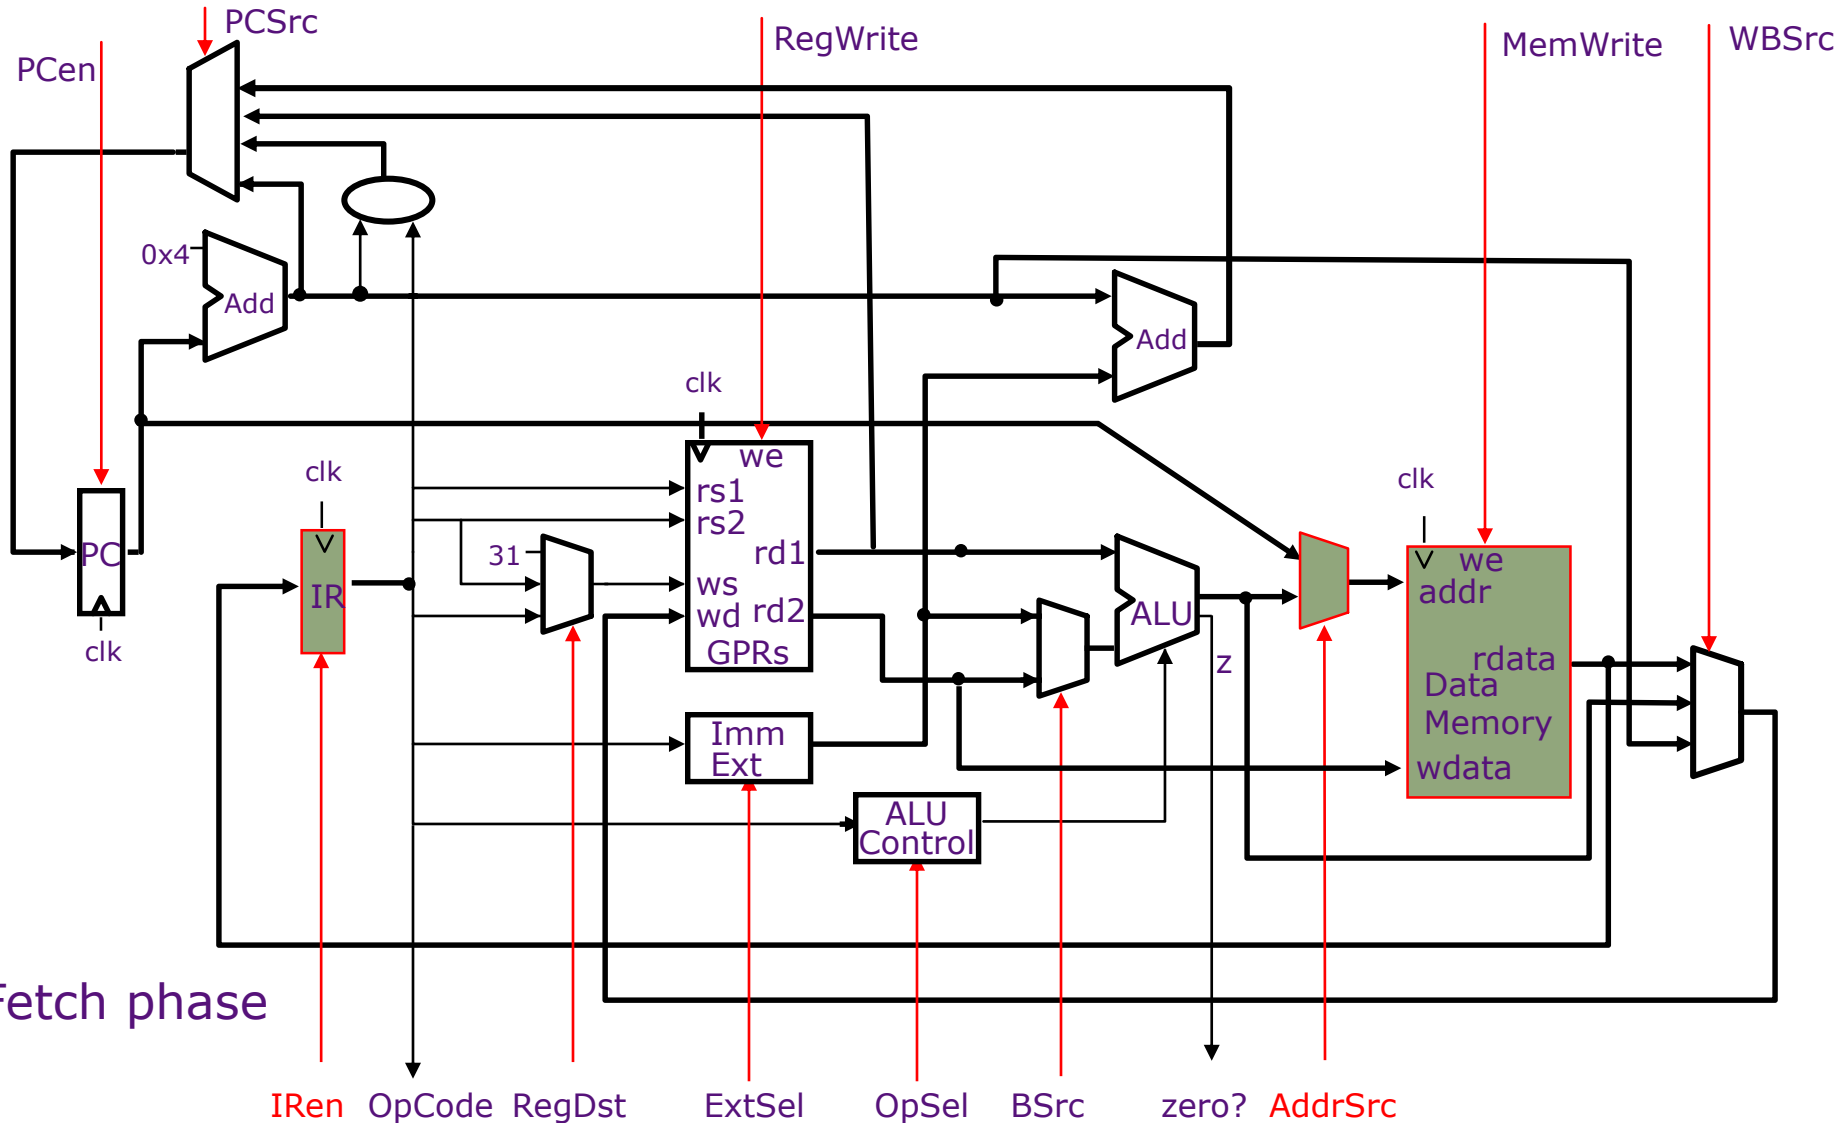 PCSrc
RegWrite
MemWrite
WBSrc
PCen
0x4
Add
Add
clk
clk
clk
we
rs1
rs2
rd1
31
ws
wd
rd2
GPRs
PC
clk
IR
ALU
z
we
addr
rdata
Data
Memory
wdata
Imm
Ext
ALU
Control
Fetch phase
IRen
OpCode
RegDst
ExtSel
OpSel
BSrc
zero?
AddrSrc